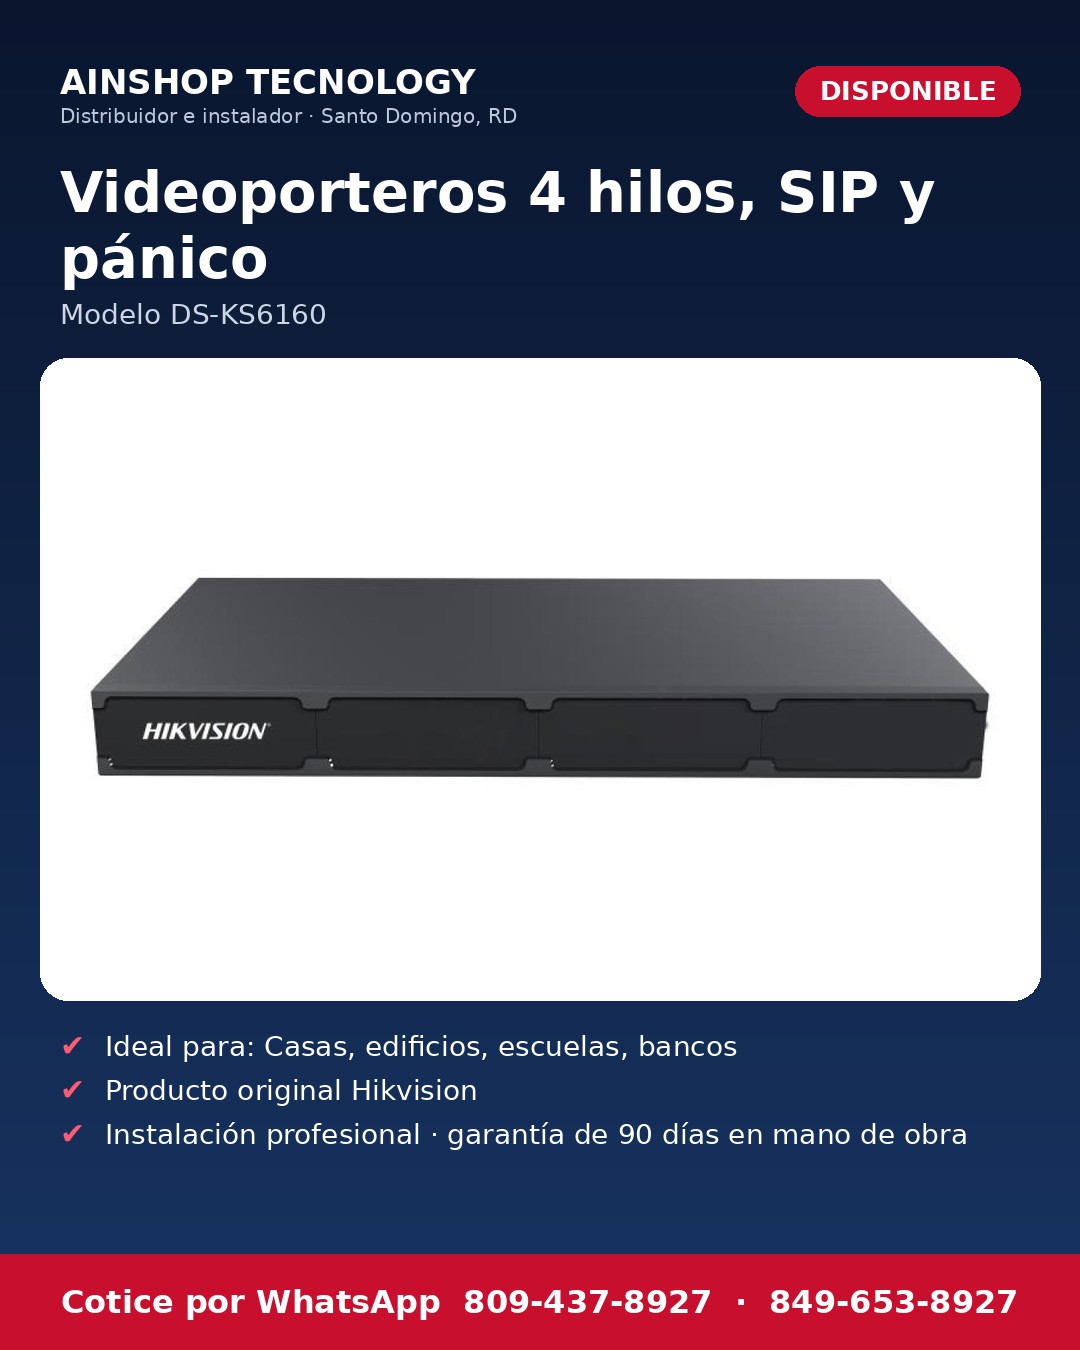 AINSHOP TECNOLOGY
Distribuidor e instalador · Santo Domingo, RD
DISPONIBLE
Videoporteros 4 hilos, SIP y
pánico
Modelo DS-KS6160
HIKVISION®
✔ Ideal para: Casas, edificios, escuelas, bancos
✔ Producto original Hikvision
✔ Instalación profesional · garantía de 90 días en mano de obra
Cotice por WhatsApp 809-437-8927 · 849-653-8927